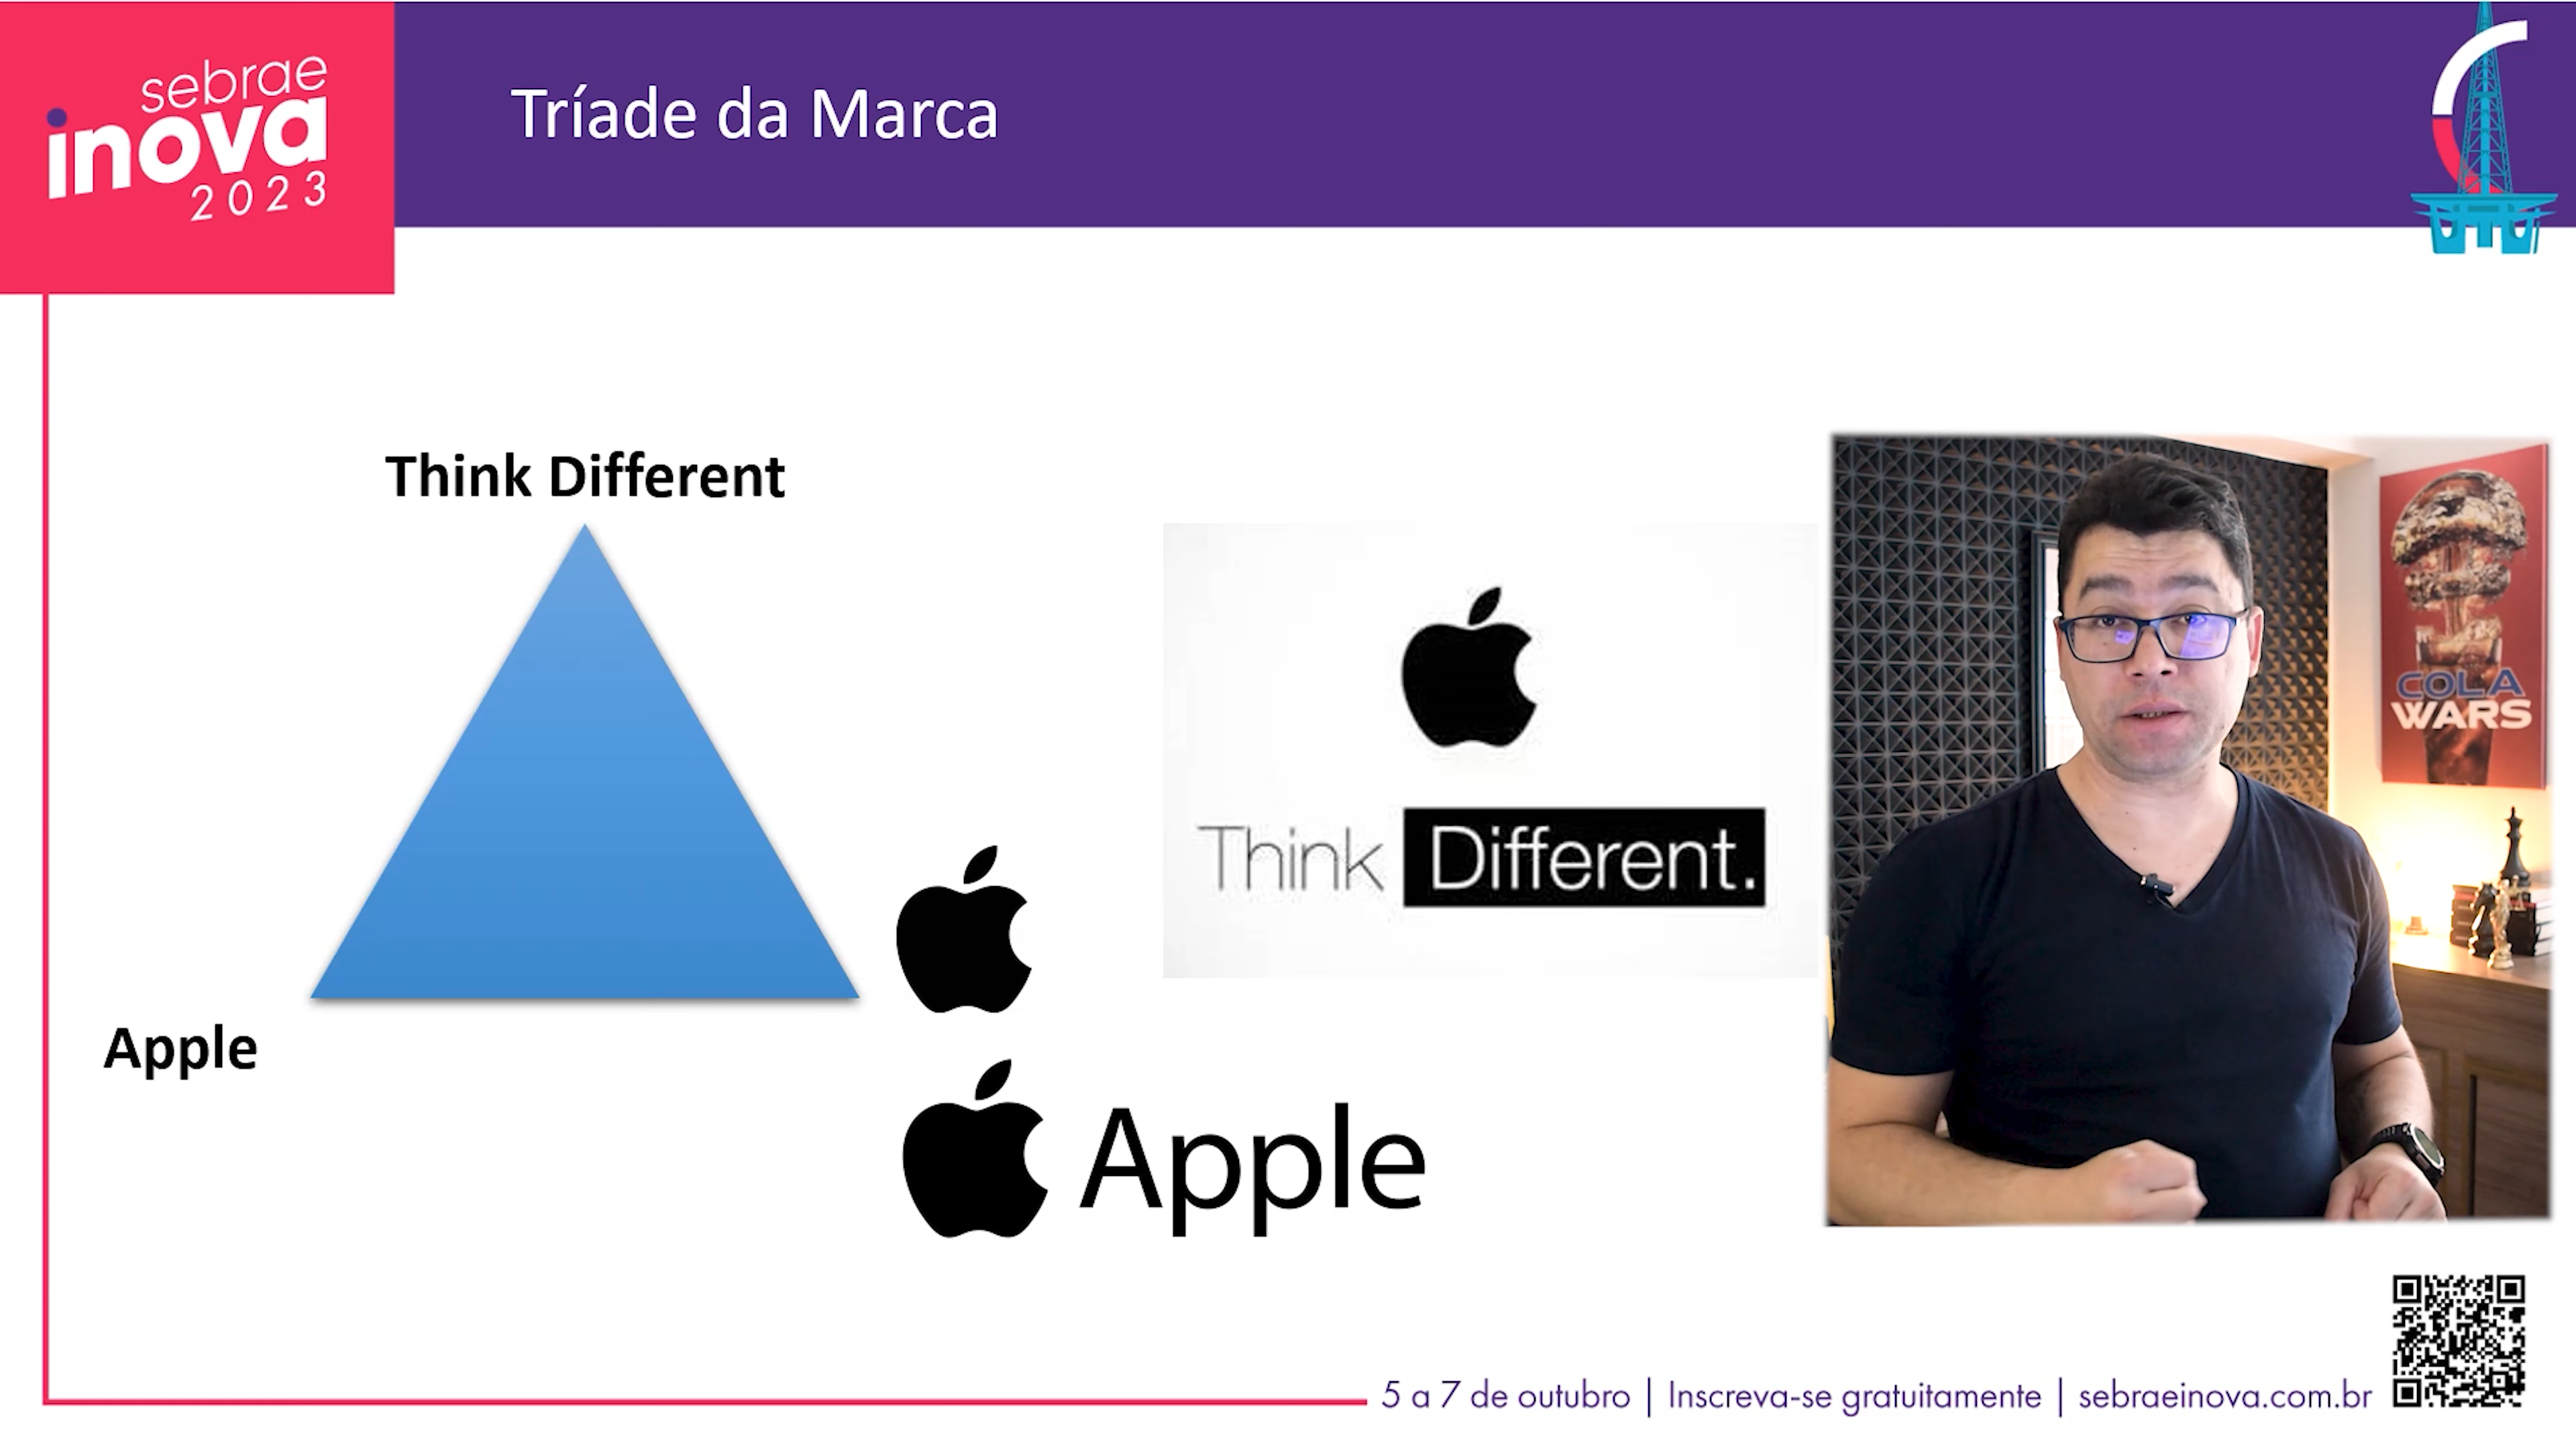 sebrae
inova
2023
Tríade da Marca
Think Different
Think Different.
COLA
WARS
Apple
Apple
5 a 7 de outubro | Inscreva-se gratuitamente | sebraeinova.com.br